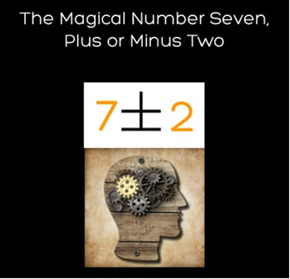 The Magical Number Seven,
Plus or Minus Two
7±2